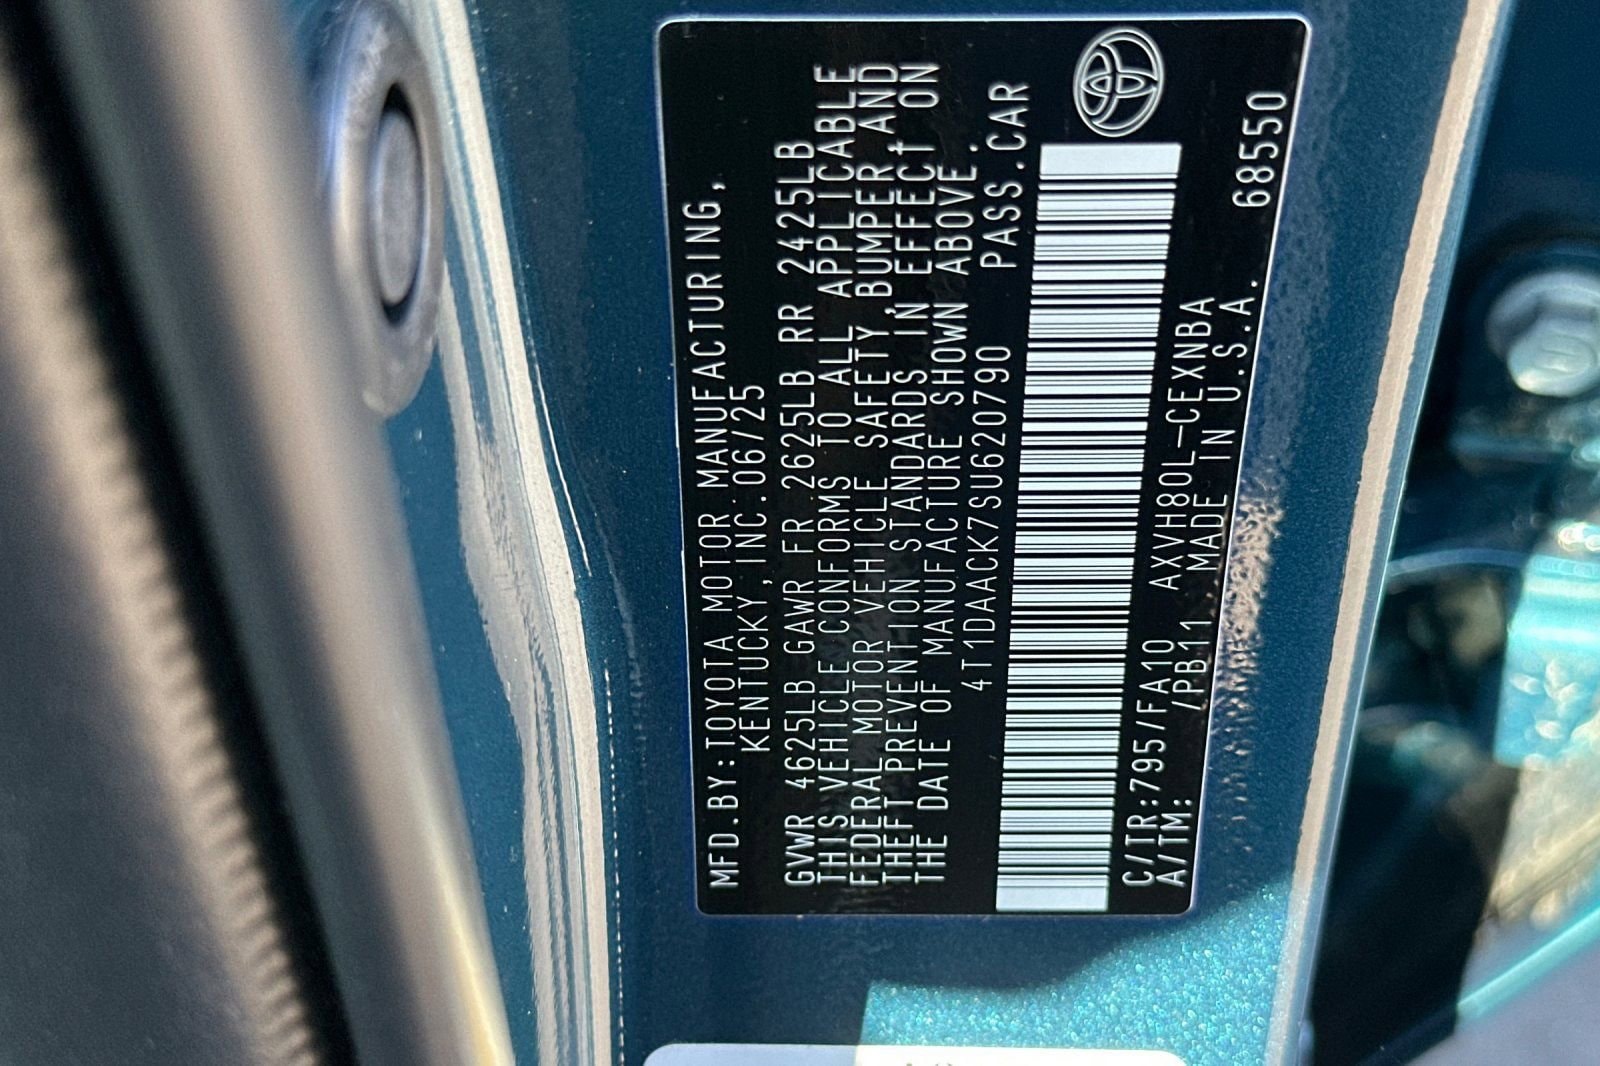 MFD.BY:TOYOTA MOTOR MANUFACTURING,
KENTUCKY,INC.06/25
GVWR 4625LB GAWR FR 2625LB RR 2425LB
THIS VEHICLE CONFORMS TO ALL APPLICABLE
FEDERAL MOTOR VEHICLE SAFETY,BUMPER,AND
THEFT PREVENTION STANDARDS IN EFFECT ON
THE DATE OF MANUFACTURE SHOWN ABOVE.
4T1DAACK7SU620790 PASS.CAR
C/TR:795/FA10 AXVH80L-CEXNBA
A/TM: /PB11 MADE IN U.S.A. 68550